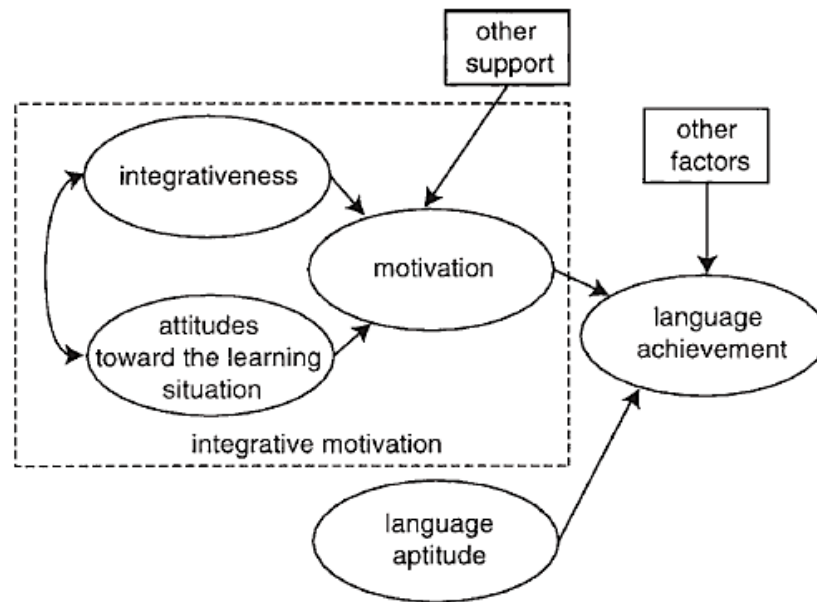 other
support
other
factors
integrativeness
motivation
attitudes
toward the learning
situation
language
achievement
integrative motivation
language
aptitude